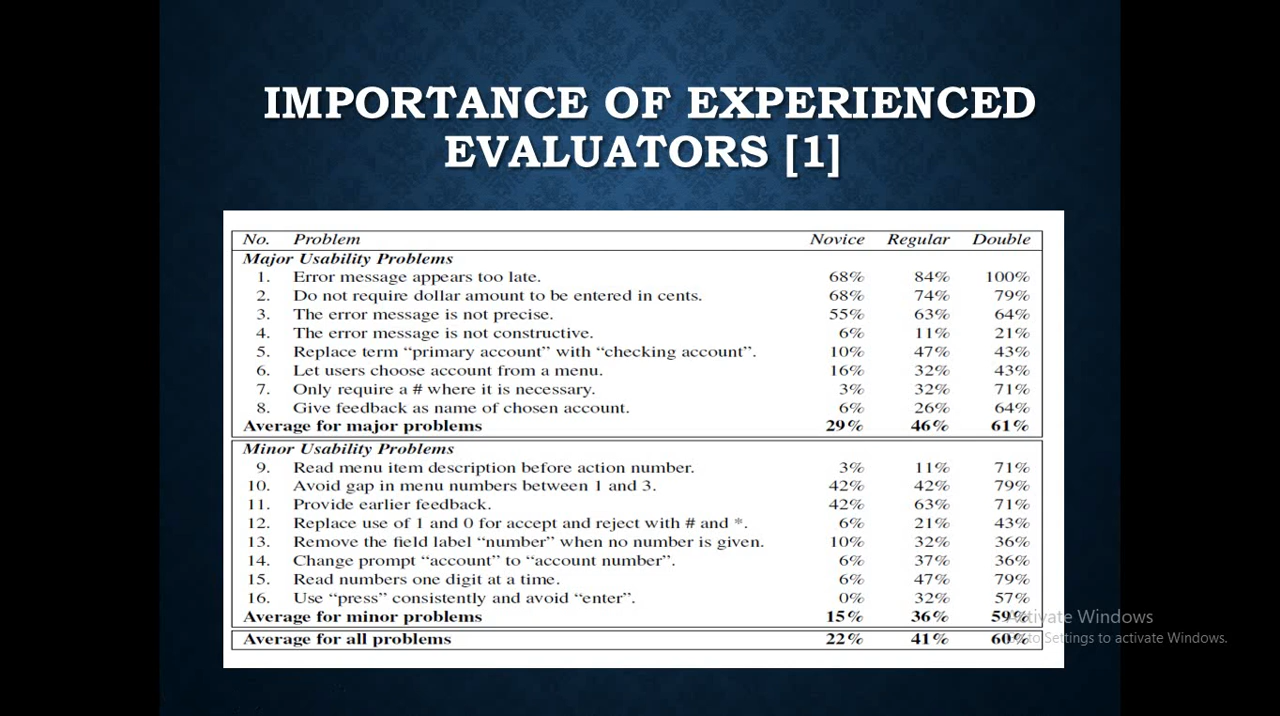 IMPORTANCE OF EXPERIENCED
EVALUATORS [1]
No. Problem Novice Regular Double
Major Usability Problems
1. Error message appears too late. 68% 84% 100%
2. Do not require dollar amount to be entered in cents. 68% 74% 79%
3. The error message is not precise. 55% 63% 64%
4. The error message is not constructive. 6% 11% 21%
5. Replace term “primary account” with “checking account”. 10% 47% 43%
6. Let users choose account from a menu. 16% 32% 43%
7. Only require a # where it is necessary. 3% 32% 71%
8. Give feedback as name of chosen account. 6% 26% 64%
Average for major problems 29% 46% 61%
Minor Usability Problems
9. Read menu item description before action number. 3% 11% 71%
10. Avoid gap in menu numbers between 1 and 3. 42% 42% 79%
11. Provide earlier feedback. 42% 63% 71%
12. Replace use of 1 and 0 for accept and reject with # and *. 6% 21% 43%
13. Remove the field label “number” when no number is given. 10% 32% 36%
14. Change prompt “account” to “account number”. 6% 37% 36%
15. Read numbers one digit at a time. 6% 47% 79%
16. Use “press” consistently and avoid “enter”. 0% 32% 57%
Average for minor problems 15% 36% 59%
Average for all problems 22% 41% 60%
Activate Windows
to Settings to activate Windows.